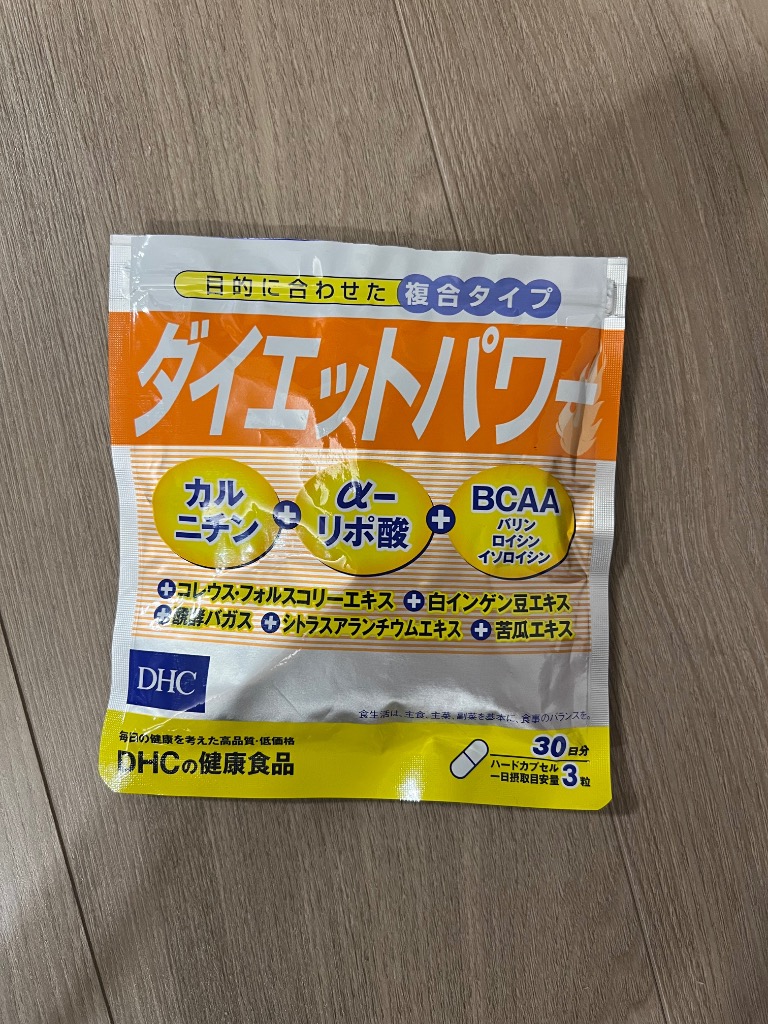 目的に合わせた複合タイプ
ダイエットパワー
カルニチン
+
α-リポ酸
+
BCAA
バリン
ロイシン
イソロイシン
+コレウス・フォルスコリーエキス +白インゲン豆エキス
+醗酵バガス +シトラスアランチウムエキス +苦瓜エキス
DHC
食生活は、主食、主菜、副菜を基本に、食事のバランスを。
毎日の健康を考えた高品質・低価格
DHCの健康食品
30日分
ハードカプセル
一日摂取目安量3粒